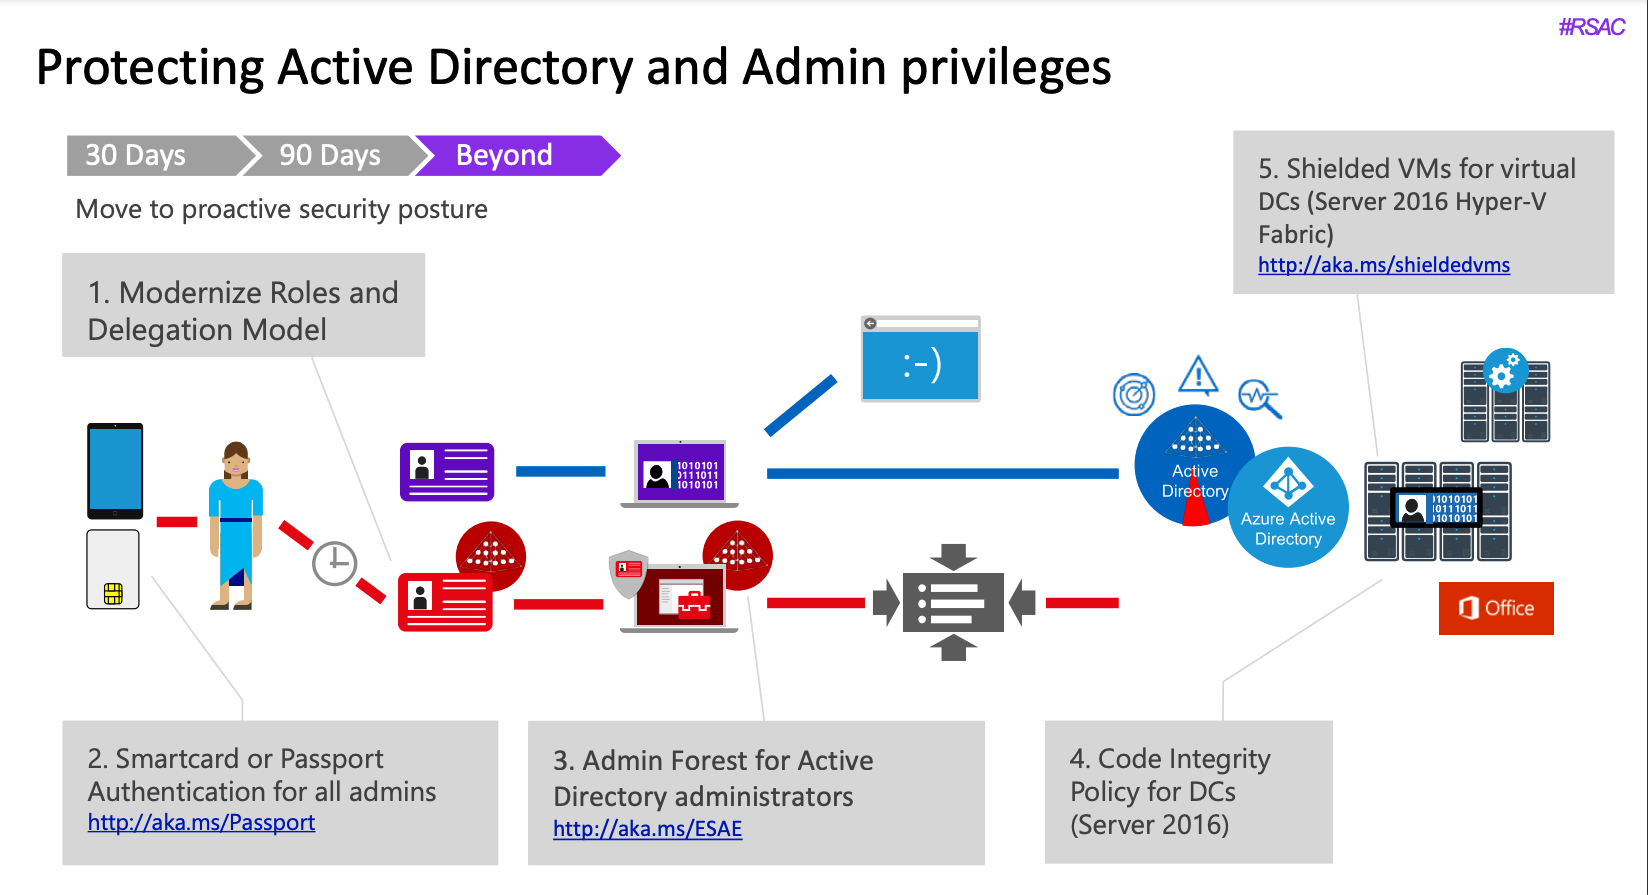 #RSAC
Protecting Active Directory and Admin privileges
30 Days
90 Days
Beyond
Move to proactive security posture
1. Modernize Roles and
Delegation Model
5. Shielded VMs for virtual
DCs (Server 2016 Hyper-V
Fabric)
http://aka.ms/shieldedvms
:-)
1010101
0111011
1010101
Active
Directory
Azure Active
Directory
01010101
10111011
01010101
Office
2. Smartcard or Passport
Authentication for all admins
http://aka.ms/Passport
3. Admin Forest for Active
Directory administrators
http://aka.ms/ESAE
4. Code Integrity
Policy for DCs
(Server 2016)